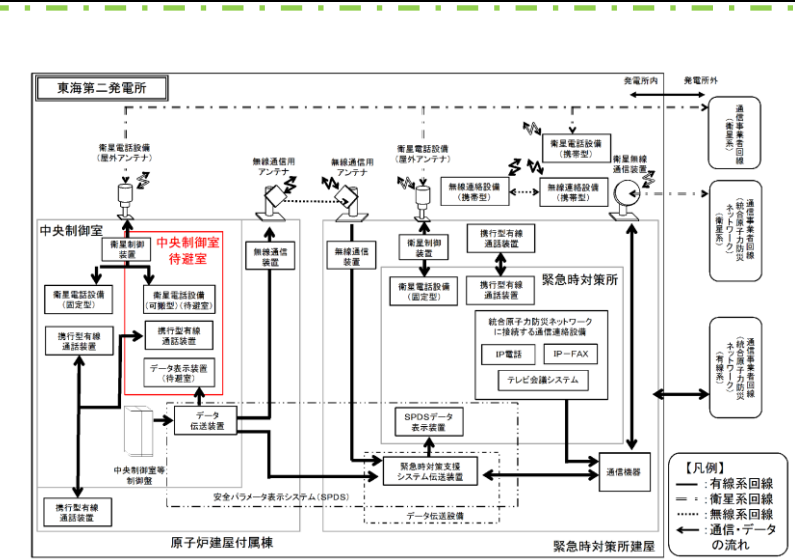 東海第二発電所
発電所内
発電所外
通信事業者回線
(衛星系)
衛星電話設備
(屋外アンテナ)
無線通信用
アンテナ
無線通信用
アンテナ
衛星電話設備
(屋外アンテナ)
衛星電話設備
(携帯型)
無線連絡設備
(携帯型)
無線連絡設備
(携帯型)
衛星無線
通信装置
通信事業者回線
(統合原子力防災
ネットワーク)
(衛星系)
中央制御室
中央制御室
待避室
衛星制御
装置
無線通信
装置
無線通信
装置
衛星制御
装置
携行型有線
通話装置
緊急時対策所
衛星電話設備
(固定型)
衛星電話設備
(可搬型)(待避室)
衛星電話設備
(固定型)
携行型有線
通話装置
携行型有線
通話装置
携行型有線
通話装置
統合原子力防災ネットワーク
に接続する通信連絡設備
IP電話
IP-FAX
テレビ会議システム
通信事業者回線
(統合原子力防災
ネットワーク)
(有線系)
データ表示装置
(待避室)
データ
伝送装置
SPDSデータ
表示装置
中央制御室等
制御盤
緊急時対策支援
システム伝送装置
通信機器
安全パラメータ表示システム(SPDS)
データ伝送設備
携行型有線
通話装置
原子炉建屋付属棟
緊急時対策所建屋
【凡例】
:有線系回線
:衛星系回線
:無線系回線
:通信・データ
の流れ